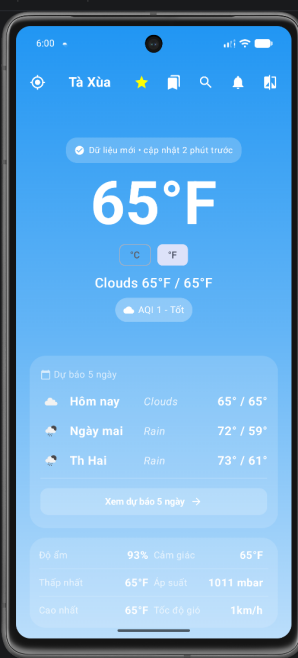 6:00
Tà Xùa
Dữ liệu mới • cập nhật 2 phút trước
65°F
°C °F
Clouds 65°F / 65°F
AQI 1 - Tốt
Dự báo 5 ngày
Hôm nay Clouds 65° / 65°
Ngày mai Rain 72° / 59°
Th Hai Rain 73° / 61°
Xem dự báo 5 ngày
Độ ẩm 93% Cảm giác 65°F
Thấp nhất 65°F Áp suất 1011 mbar
Cao nhất 65°F Tốc độ gió 1km/h